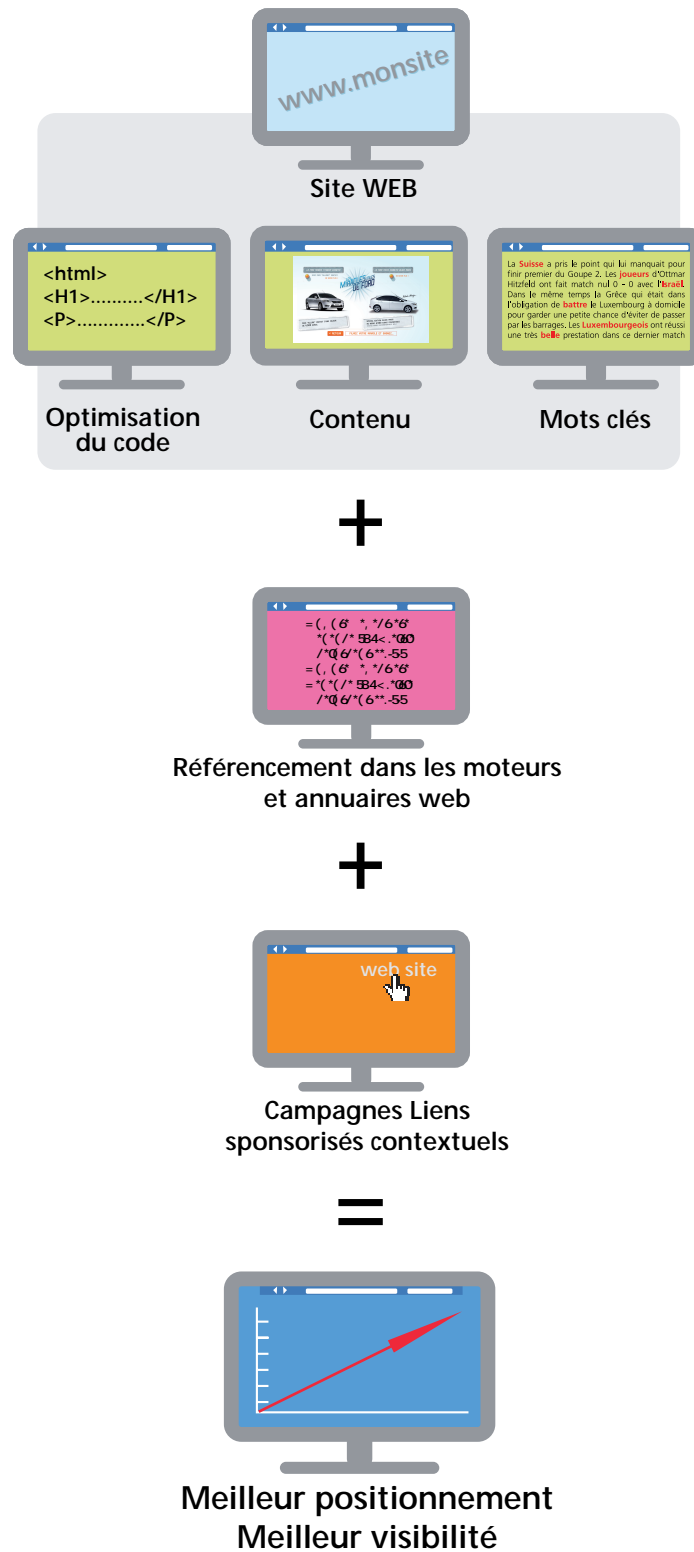 www.monsite
Site WEB
<html>
<H1>..........</H1>
<P>.............</P>
Optimisation
du code
Contenu
La Suisse a pris le point qui lui manquait pour
finir premier du Goupe 2. Les joueurs d'Ottmar
Hitzfeld ont fait match nul 0 - 0 avec l'Israël.
Dans le même temps la Grèce qui était dans
l'obligation de battre le Luxembourg à domicile
pour garder une petite chance d'éviter de passer
par les barrages. Les Luxembourgeois ont réussi
une très belle prestation dans ce dernier match
Mots clés
+
Référencement dans les moteurs
et annuaires web
+
web site
Campagnes Liens
sponsorisés contextuels
=
Meilleur positionnement
Meilleur visibilité